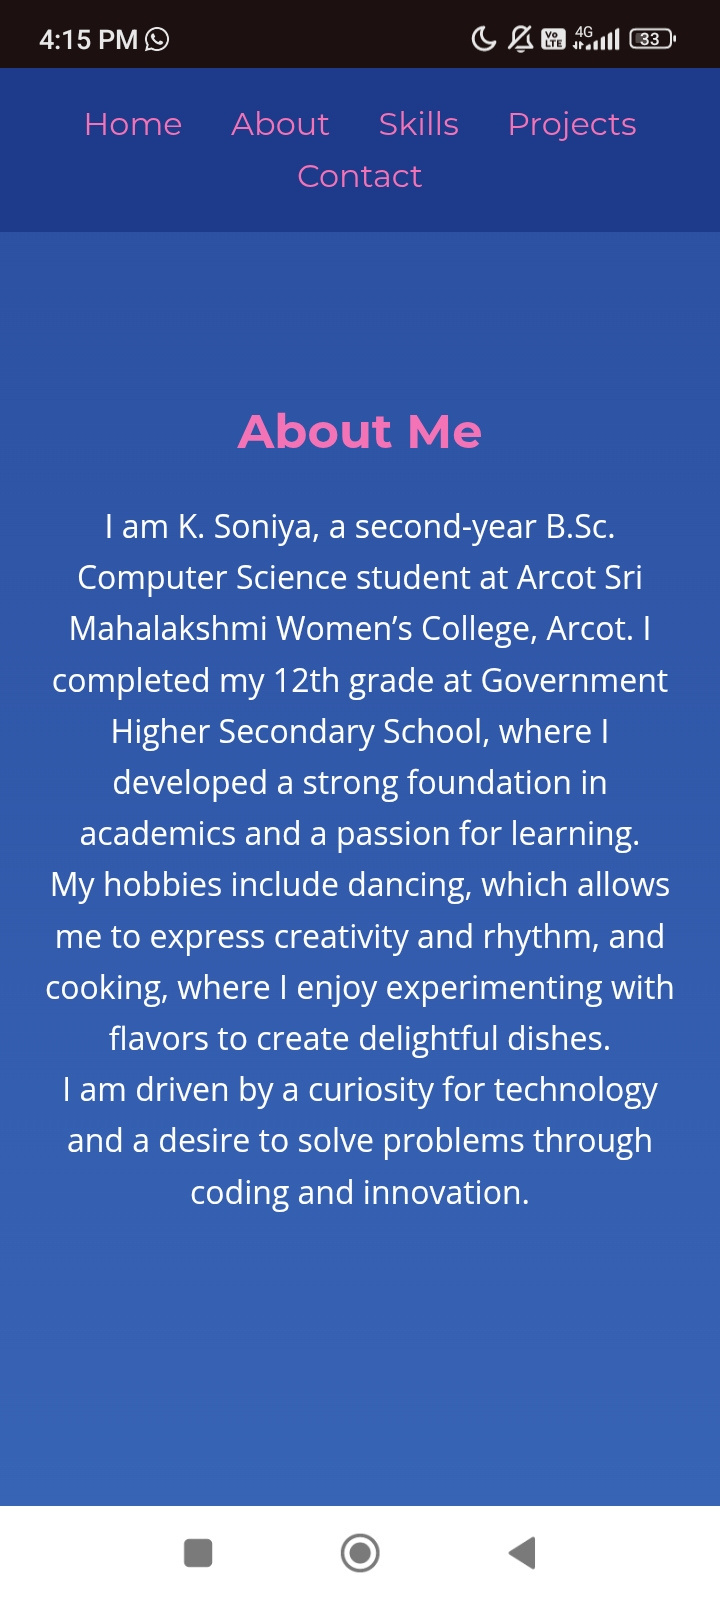 4:15 PM
Vo LTE 4G 33
Home About Skills Projects
Contact
About Me
I am K. Soniya, a second-year B.Sc.
Computer Science student at Arcot Sri
Mahalakshmi Women’s College, Arcot. I
completed my 12th grade at Government
Higher Secondary School, where I
developed a strong foundation in
academics and a passion for learning.
My hobbies include dancing, which allows
me to express creativity and rhythm, and
cooking, where I enjoy experimenting with
flavors to create delightful dishes.
I am driven by a curiosity for technology
and a desire to solve problems through
coding and innovation.